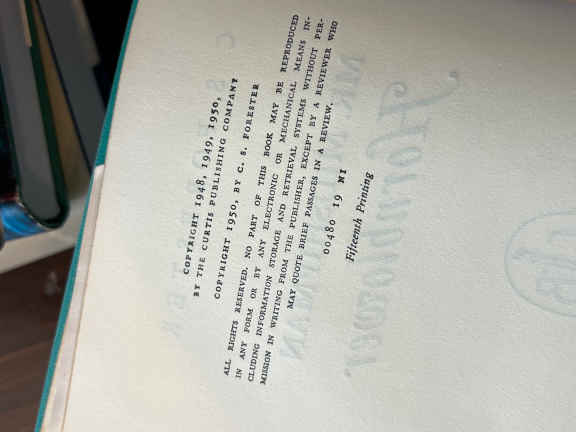 COPYRIGHT 1948, 1949, 1950,
BY THE CURTIS PUBLISHING COMPANY
COPYRIGHT 1950, BY C. S. FORESTER
ALL RIGHTS RESERVED. NO PART OF THIS BOOK MAY BE REPRODUCED
IN ANY FORM OR BY ANY ELECTRONIC OR MECHANICAL MEANS IN-
CLUDING INFORMATION STORAGE AND RETRIEVAL SYSTEMS WITHOUT PER-
MISSION IN WRITING FROM THE PUBLISHER, EXCEPT BY A REVIEWER WHO
MAY QUOTE BRIEF PASSAGES IN A REVIEW.
00480 19 NI
Fifteenth Printing